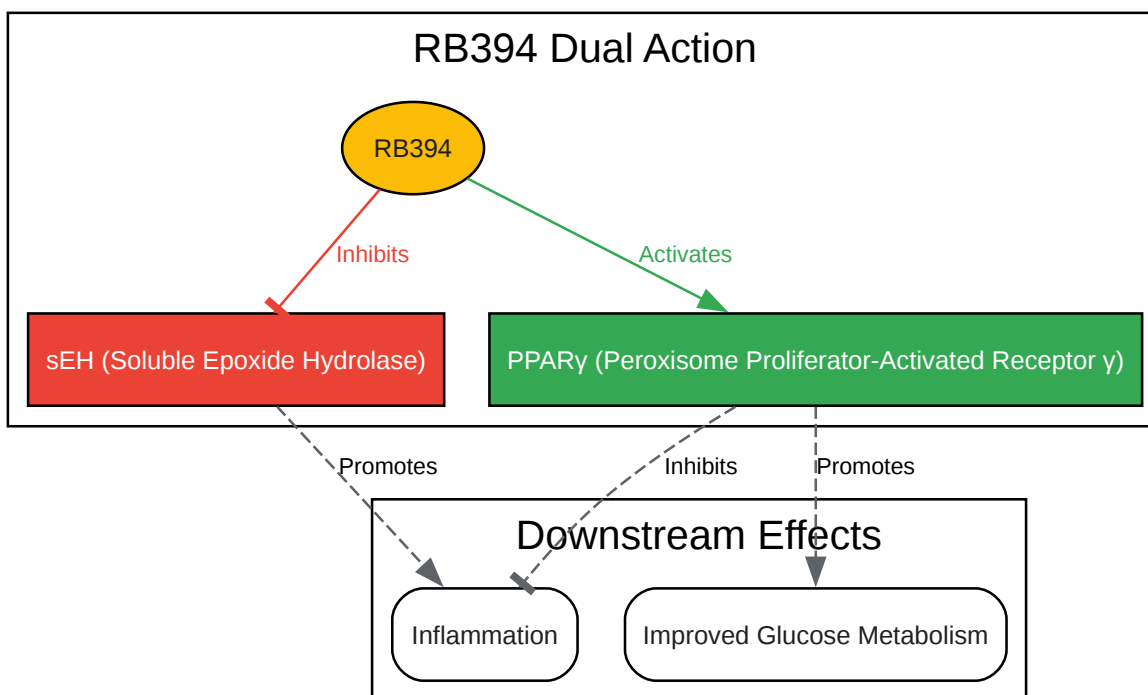 RB394 Dual Action
RB394
Inhibits
Activates
sEH (Soluble Epoxide Hydrolase)
PPARγ (Peroxisome Proliferator-Activated Receptor γ)
Promotes
Inhibits
Promotes
Downstream Effects
Inflammation
Improved Glucose Metabolism